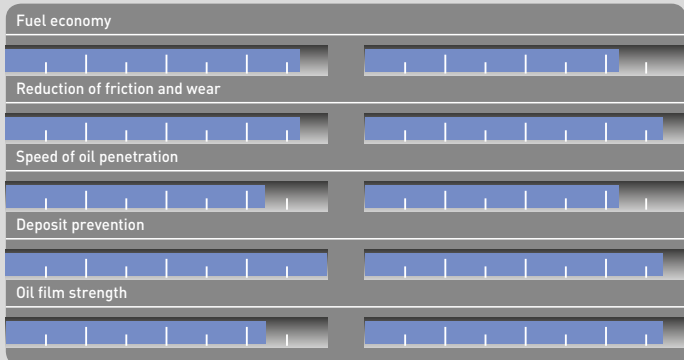 Fuel economy
Reduction of friction and wear
Speed of oil penetration
Deposit prevention
Oil film strength